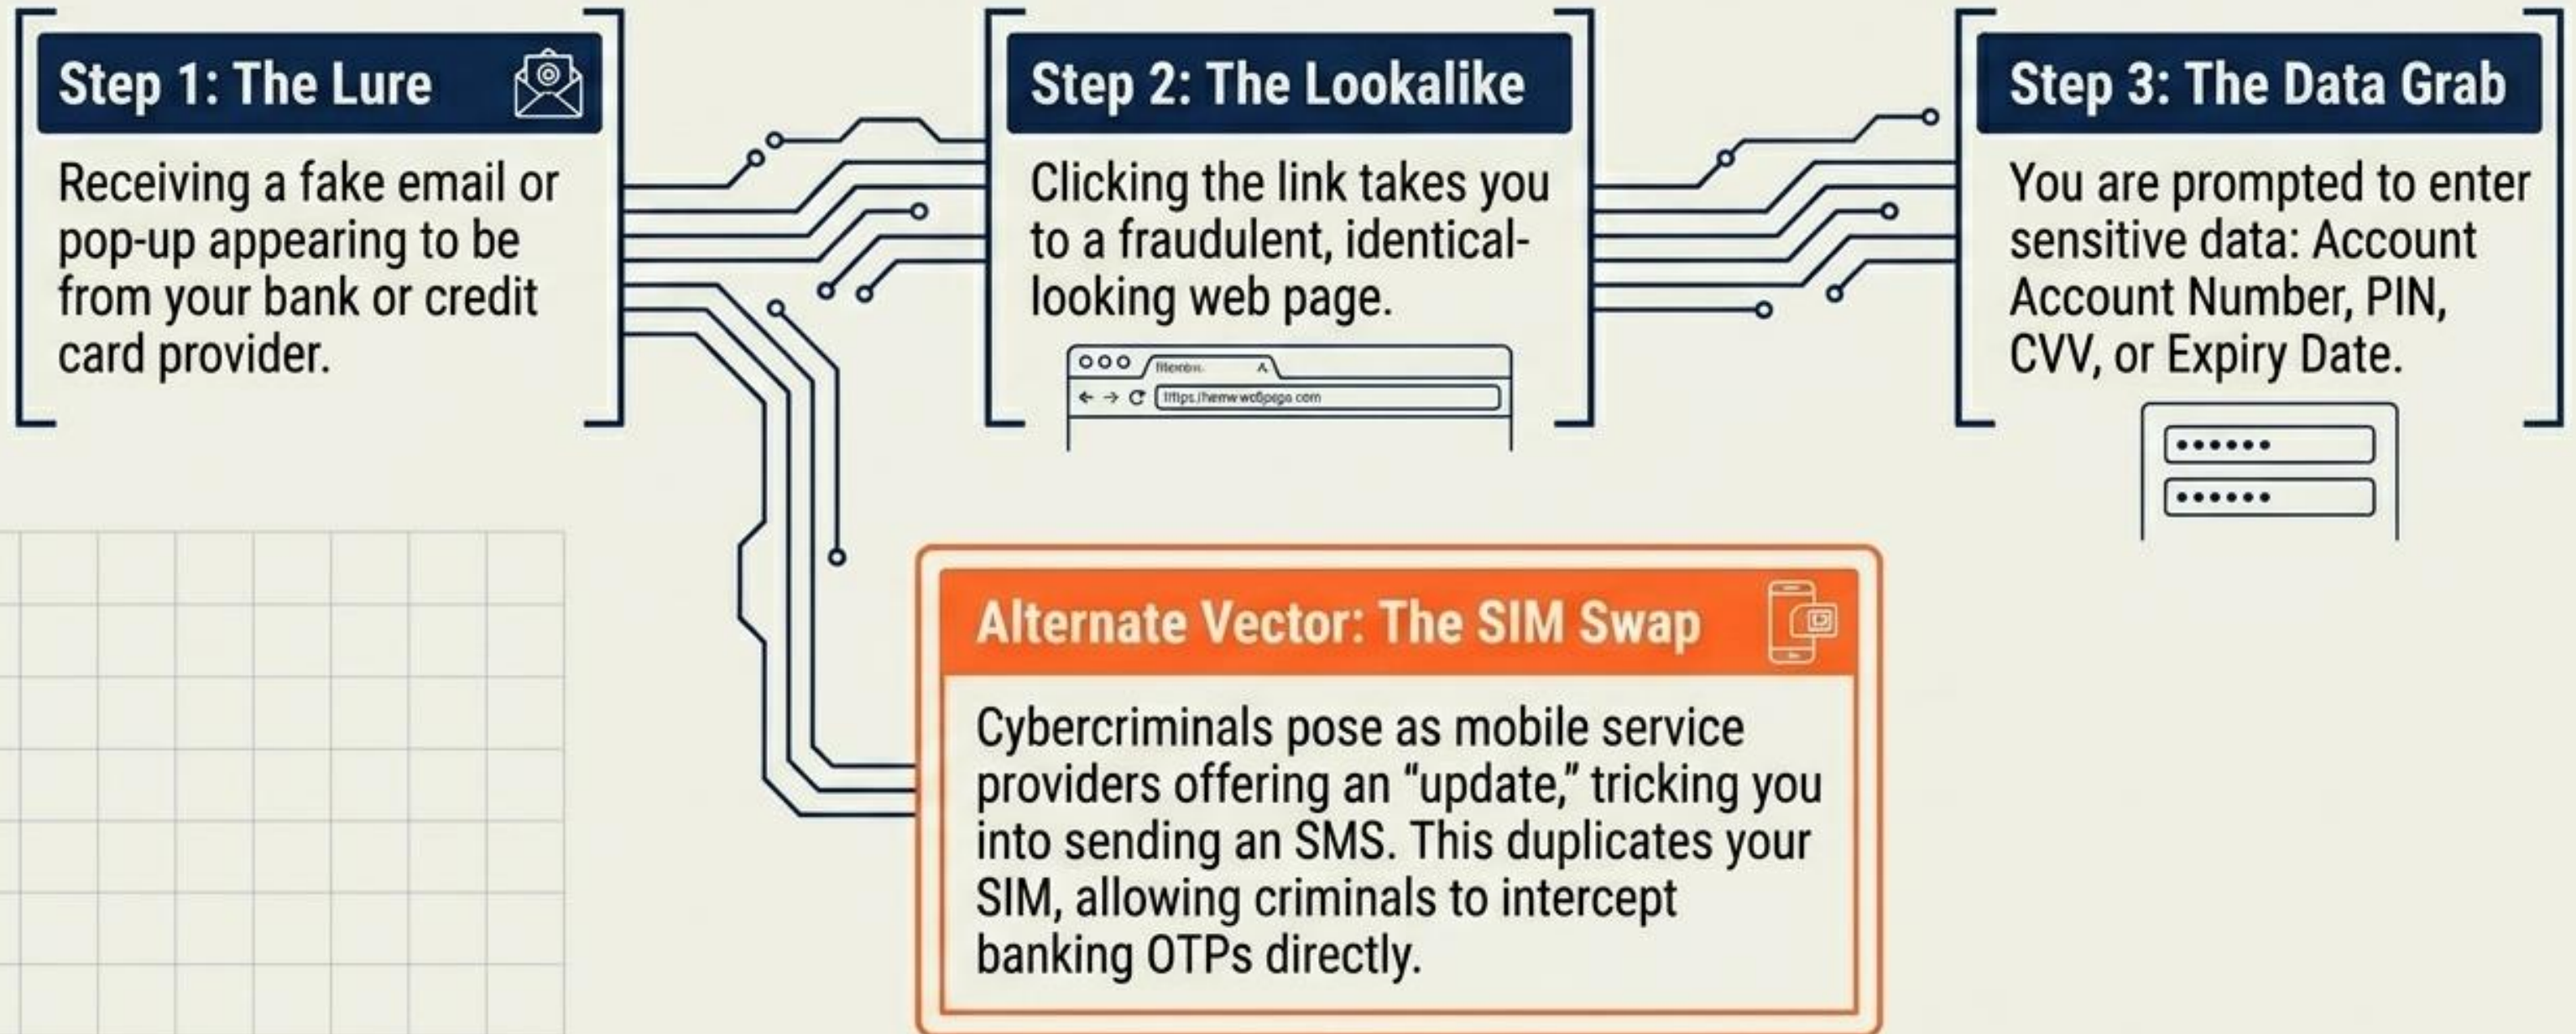 Step 1: The Lure
Receiving a fake email or
pop-up appearing to be
from your bank or credit
card provider.
Step 2: The Lookalike
Clicking the link takes you
to a fraudulent, identical-
looking web page.
Step 3: The Data Grab
You are prompted to enter
sensitive data: Account
Account Number, PIN,
CVV, or Expiry Date.
Alternate Vector: The SIM Swap
Cybercriminals pose as mobile service
providers offering an “update,” tricking you
into sending an SMS. This duplicates your
SIM, allowing criminals to intercept
banking OTPs directly.